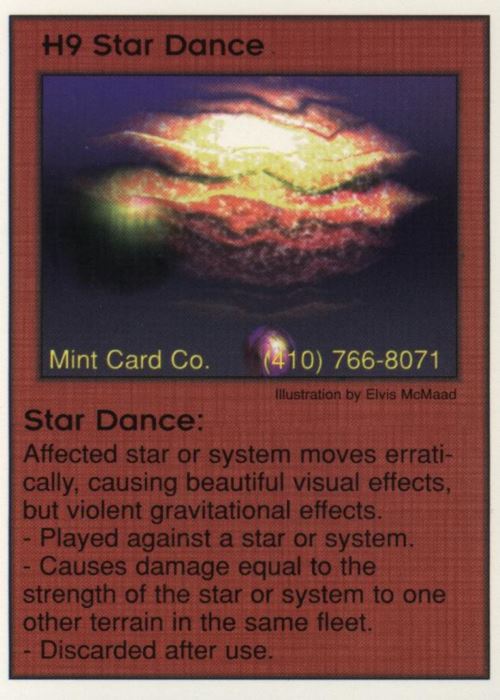 H9 Star Dance
Mint Card Co. (410) 766-8071
Illustration by Elvis McMaad
Star Dance:
Affected star or system moves errati-
cally, causing beautiful visual effects,
but violent gravitational effects.
- Played against a star or system.
- Causes damage equal to the
strength of the star or system to one
other terrain in the same fleet.
- Discarded after use.